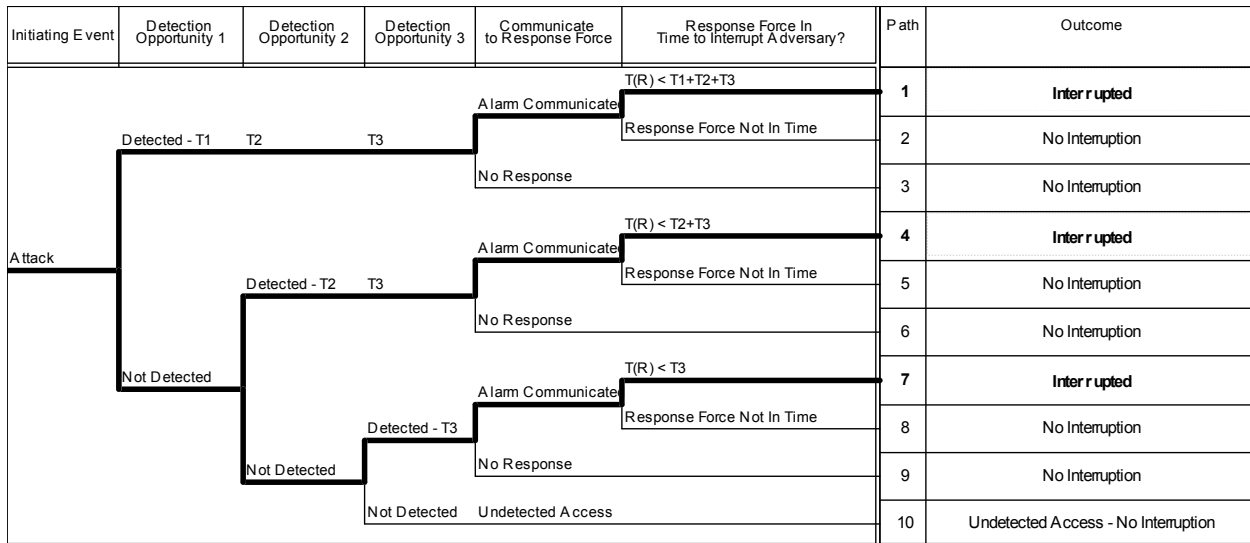 Initiating Event
Detection
Opportunity 1
Detection
Opportunity 2
Detection
Opportunity 3
Communicate
to Response Force
Response Force In
Time to Interrupt Adversary?
Path
Outcome
T(R) < T1+T2+T3
1
Interrupted
Alarm Communicated
Response Force Not In Time
2
No Interruption
Detected - T1
T2
T3
No Response
3
No Interruption
T(R) < T2+T3
4
Interrupted
Alarm Communicated
Attack
Response Force Not In Time
5
No Interruption
Detected - T2
T3
No Response
6
No Interruption
T(R) < T3
7
Interrupted
Not Detected
Alarm Communicated
Response Force Not In Time
8
No Interruption
Detected - T3
No Response
9
No Interruption
Not Detected
Not Detected
Undetected Access
10
Undetected Access - No Interruption